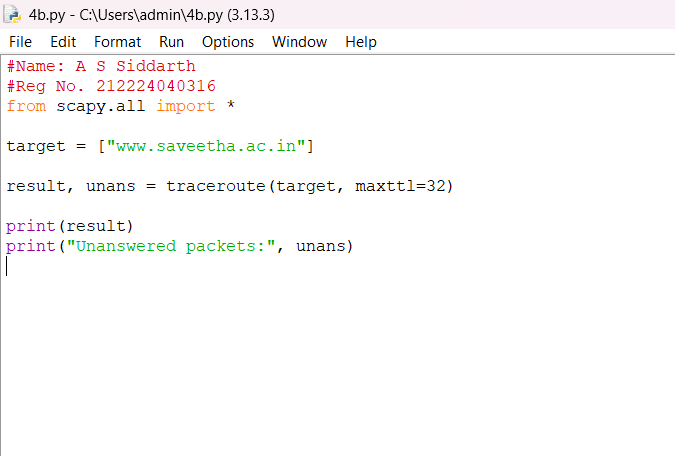 4b.py - C:\Users\admin\4b.py (3.13.3)
File Edit Format Run Options Window Help
#Name: A S Siddarth
#Reg No. 212224040316
from scapy.all import *
target = ["www.saveetha.ac.in"]
result, unans = traceroute(target, maxttl=32)
print(result)
print("Unanswered packets:", unans)